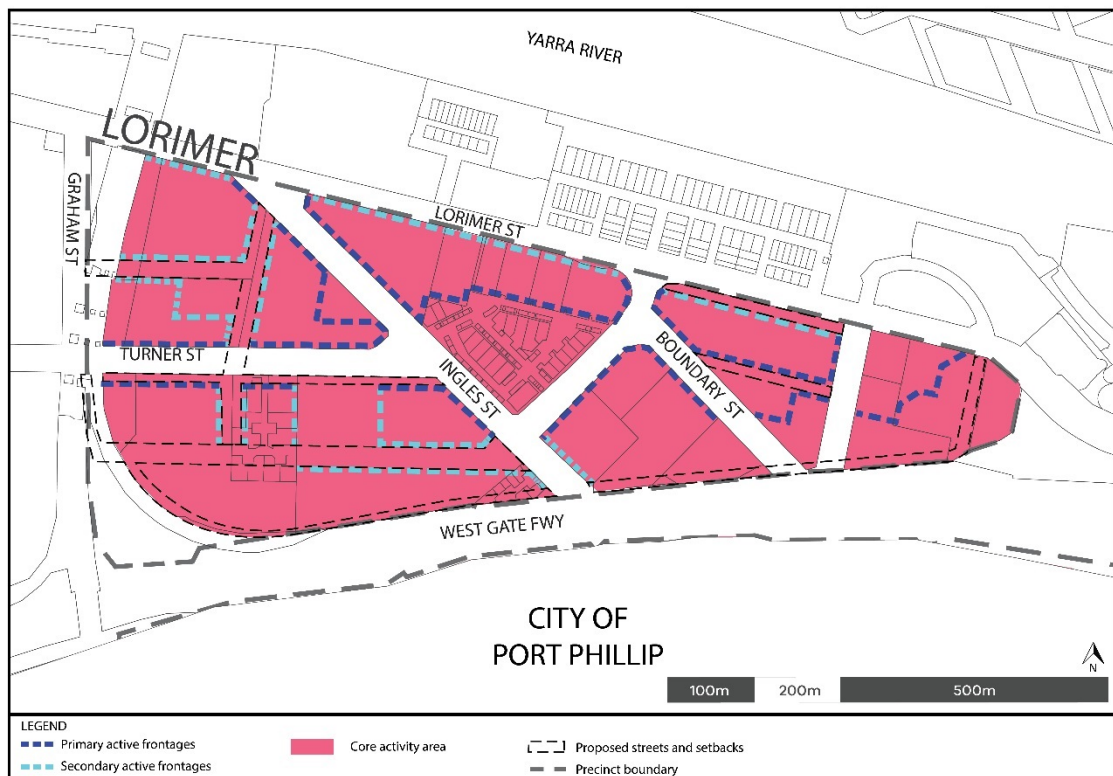 YARRA RIVER
LORIMER
GRAHAM ST
LORIMER ST
TURNER ST
INGLES ST
BOUNDARY ST
WEST GATE FWY
CITY OF
PORT PHILLIP
N
100m 200m 500m
LEGEND
Primary active frontages
Secondary active frontages
Core activity area
Proposed streets and setbacks
Precinct boundary